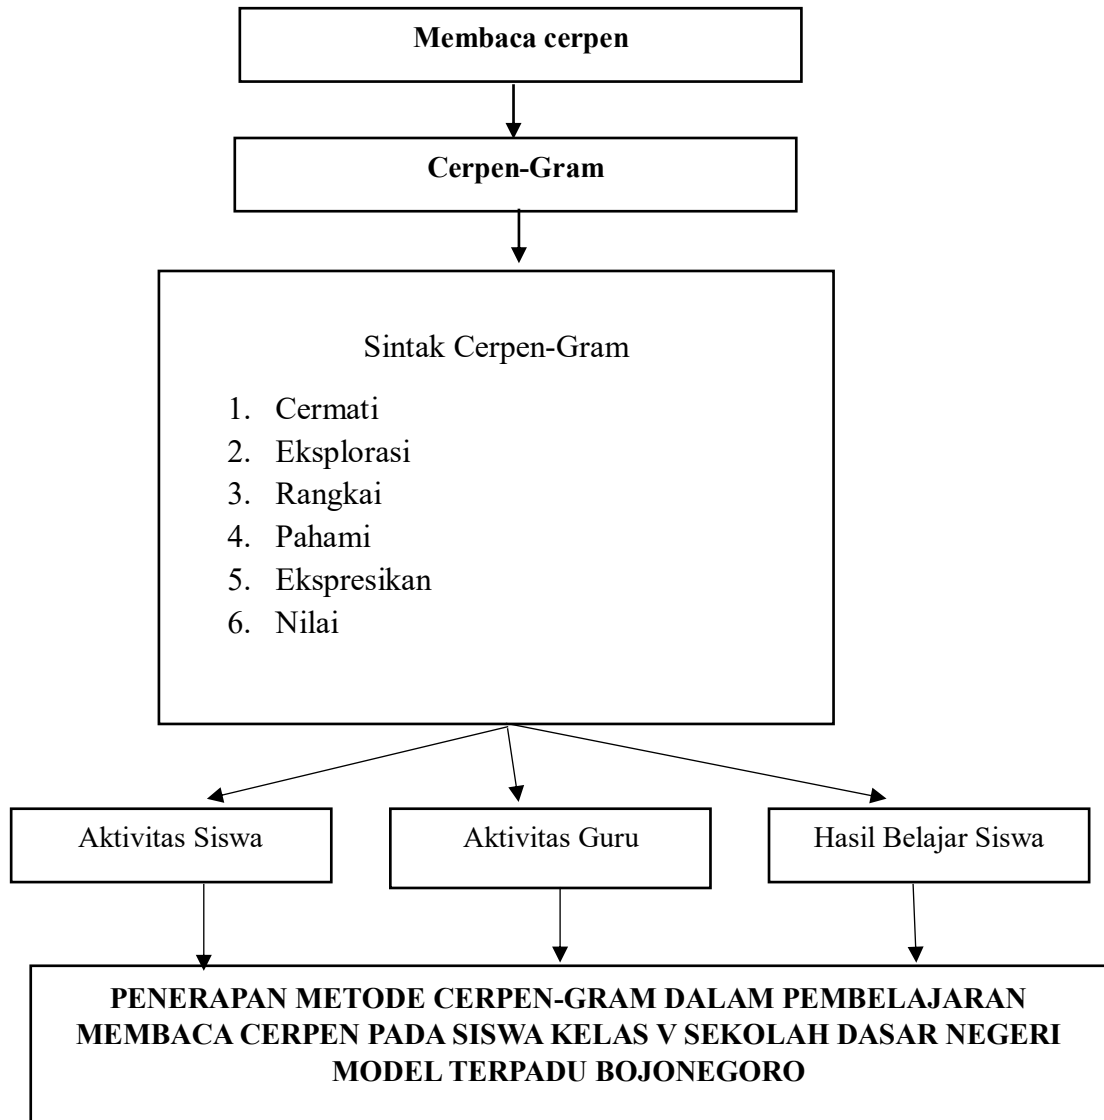 Membaca cerpen
Cerpen-Gram
Sintak Cerpen-Gram
1. Cermati
2. Eksplorasi
3. Rangkai
4. Pahami
5. Ekspresikan
6. Nilai
Aktivitas Siswa
Aktivitas Guru
Hasil Belajar Siswa
PENERAPAN METODE CERPEN-GRAM DALAM PEMBELAJARAN
MEMBACA CERPEN PADA SISWA KELAS V SEKOLAH DASAR NEGERI
MODEL TERPADU BOJONEGORO